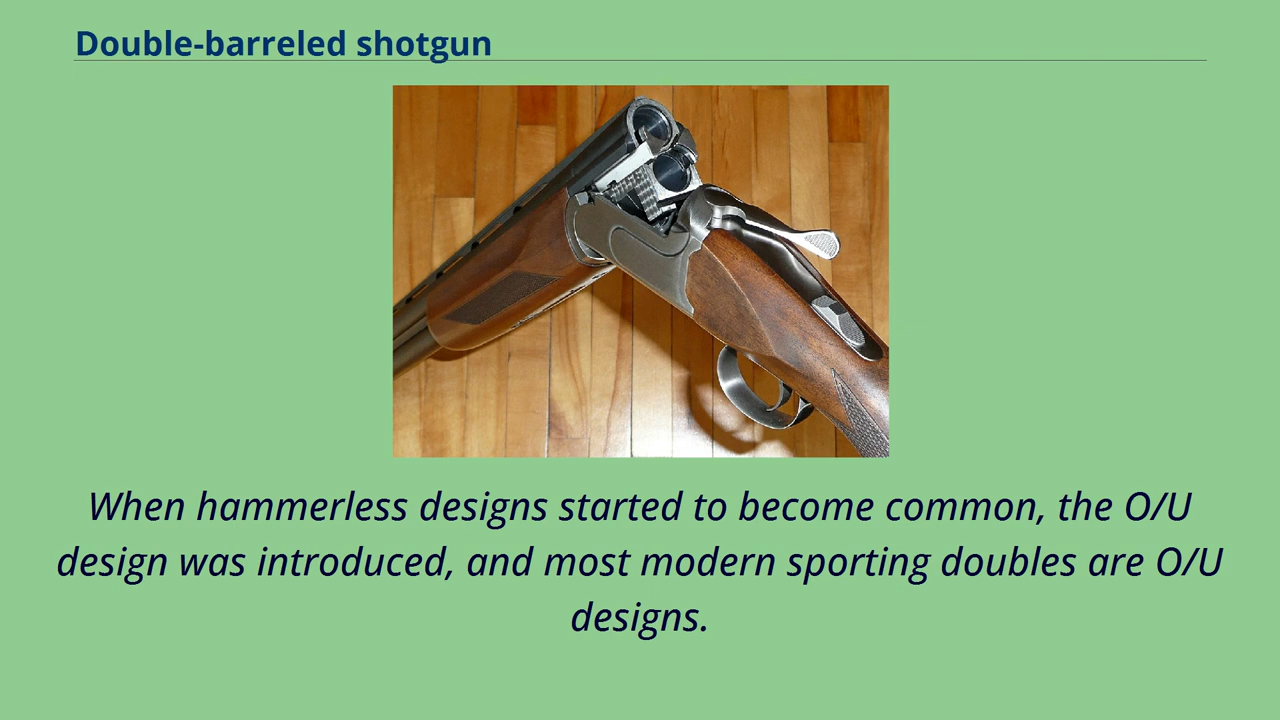 Double-barreled shotgun
When hammerless designs started to become common, the O/U
design was introduced, and most modern sporting doubles are O/U
designs.